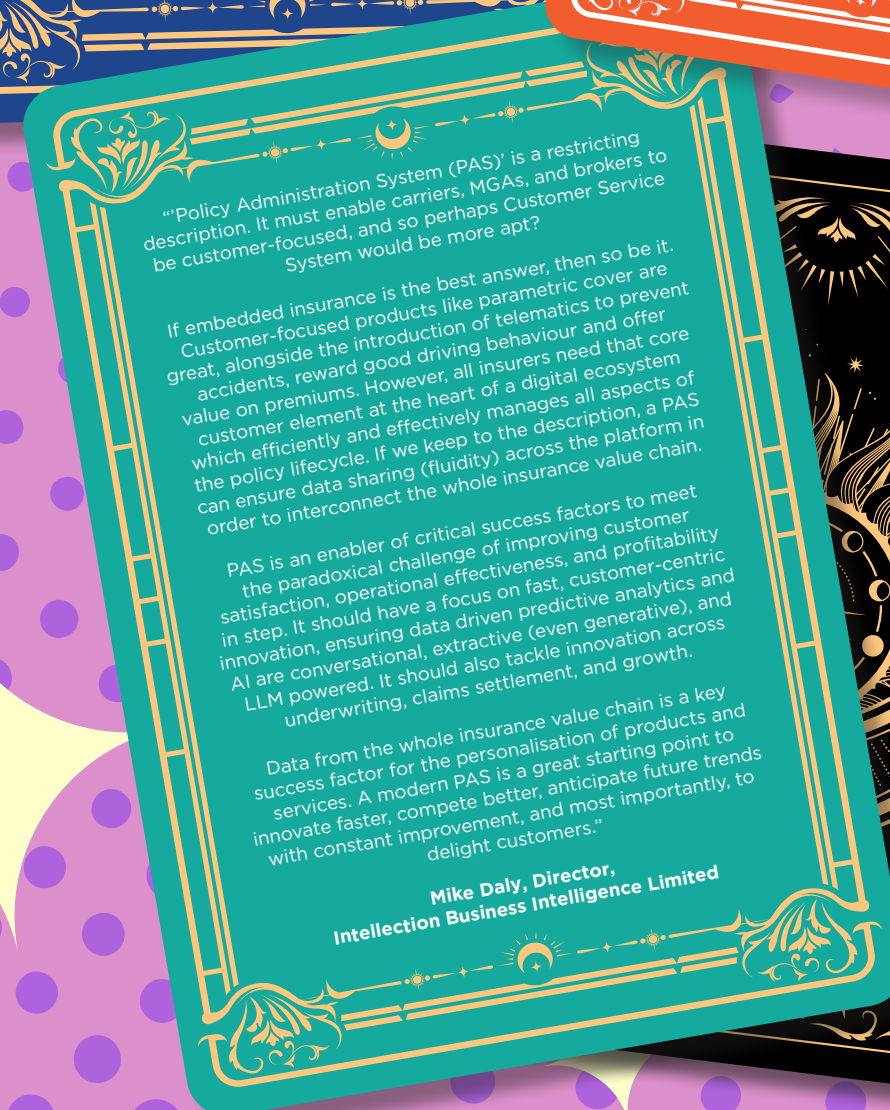 “‘Policy Administration System (PAS)’ is a restricting
description. It must enable carriers, MGAs, and brokers to
be customer-focused, and so perhaps Customer Service
System would be more apt?
If embedded insurance is the best answer, then so be it.
Customer-focused products like parametric cover are
great, alongside the introduction of telematics to prevent
accidents, reward good driving behaviour and offer
value on premiums. However, all insurers need that core
customer element at the heart of a digital ecosystem
which efficiently and effectively manages all aspects of
the policy lifecycle. If we keep to the description, a PAS
can ensure data sharing (fluidity) across the platform in
order to interconnect the whole insurance value chain.
PAS is an enabler of critical success factors to meet
the paradoxical challenge of improving customer
satisfaction, operational effectiveness, and profitability
in step. It should have a focus on fast, customer-centric
innovation, ensuring data driven predictive analytics and
AI are conversational, extractive (even generative), and
LLM powered. It should also tackle innovation across
underwriting, claims settlement, and growth.
Data from the whole insurance value chain is a key
success factor for the personalisation of products and
services. A modern PAS is a great starting point to
innovate faster, compete better, anticipate future trends
with constant improvement, and most importantly, to
delight customers.”
Mike Daly, Director,
Intellection Business Intelligence Limited